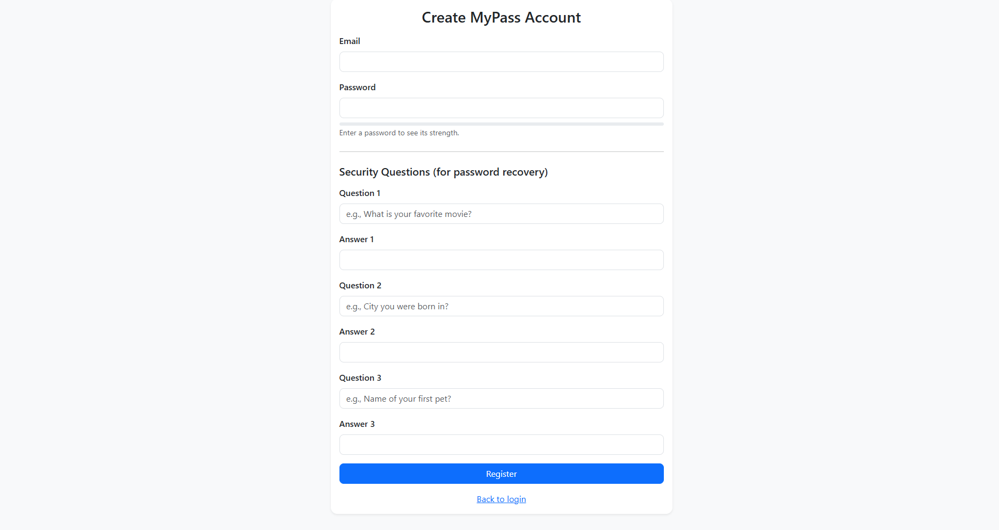 Create MyPass Account
Email
Password
Enter a password to see its strength.
Security Questions (for password recovery)
Question 1
e.g., What is your favorite movie?
Answer 1
Question 2
e.g., City you were born in?
Answer 2
Question 3
e.g., Name of your first pet?
Answer 3
Register
Back to login